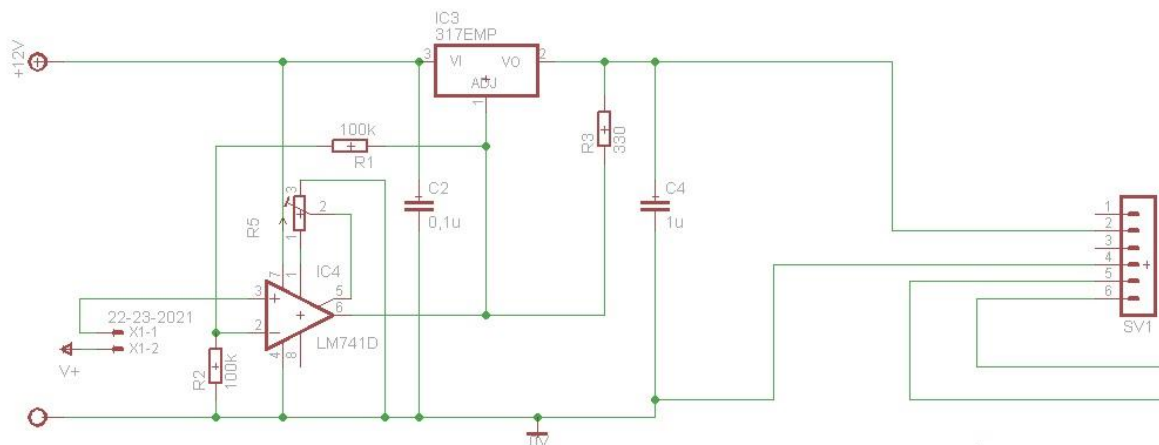 IC3
317EMP
+12V
3
VI
VO
2
ADJ
1
100k
R1
R3
330
C2
0,1u
C4
1u
3
2
R5
1
7
1
IC4
5
3
6
2
4
8
LM741D
22-23-2021
X1-1
X1-2
V+
R2
100k
1
2
3
4
5
6
SV1